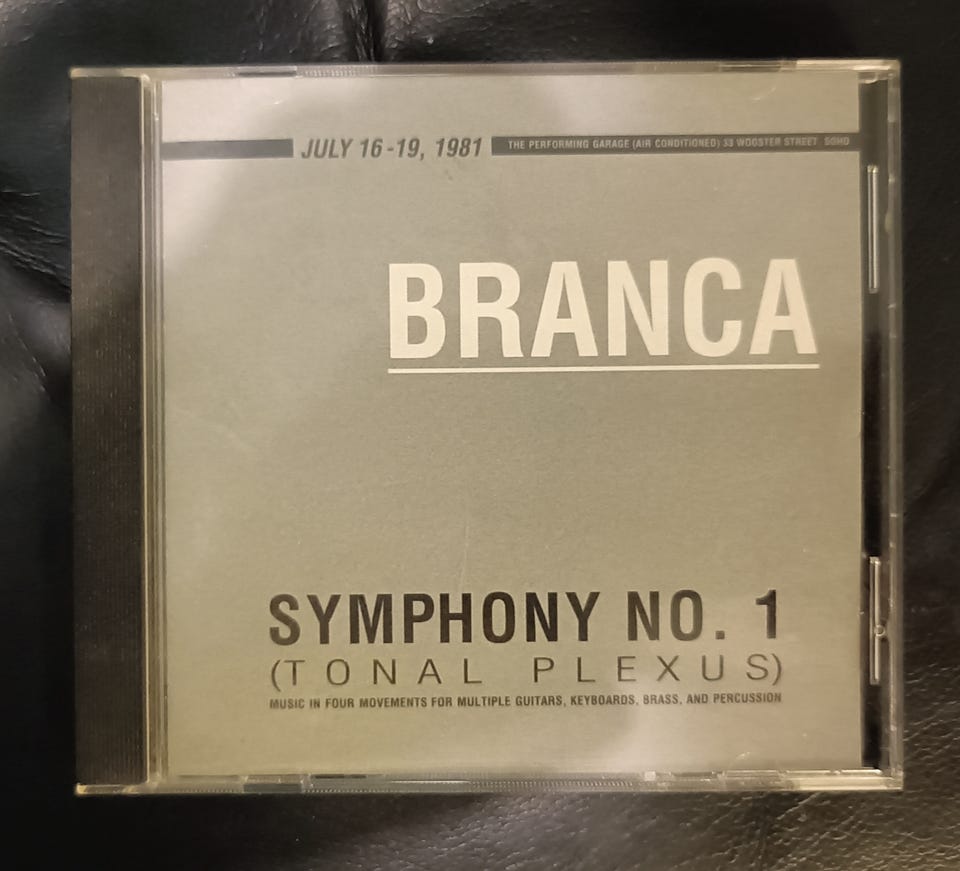 JULY 16-19, 1981 THE PERFORMING GARAGE (AIR CONDITIONED) 33 WOOSTER STREET SOHO
BRANCA
SYMPHONY NO. 1
(TONAL PLEXUS)
MUSIC IN FOUR MOVEMENTS FOR MULTIPLE GUITARS, KEYBOARDS, BRASS, AND PERCUSSION